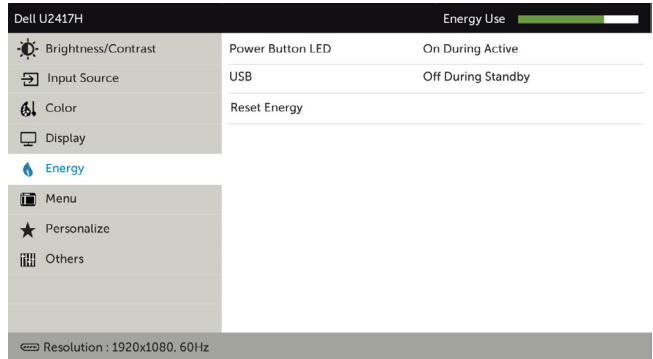 Dell U2417H Energy Use
Brightness/Contrast Power Button LED On During Active
Input Source USB Off During Standby
Color Reset Energy
Display
Energy
Menu
Personalize
Others
Resolution : 1920x1080, 60Hz